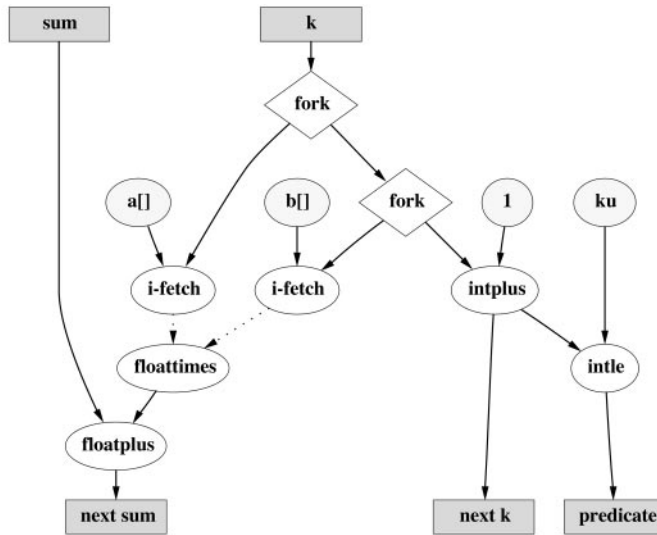 sum
k
fork
a[]
b[]
fork
1
ku
i-fetch
i-fetch
intplus
floattimes
intle
floatplus
next sum
next k
predicate